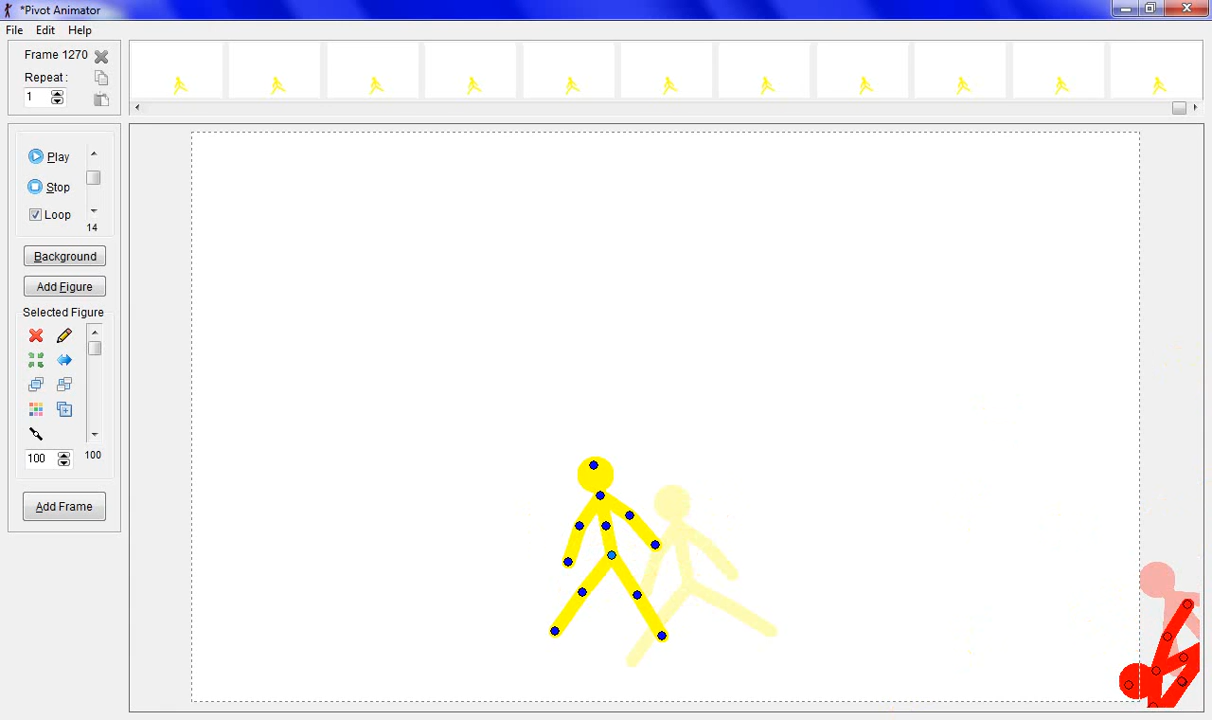 *Pivot Animator
File Edit Help
Frame 1270
Repeat:
1
Play
Stop
Loop
14
Background
Add Figure
Selected Figure
100 100
Add Frame